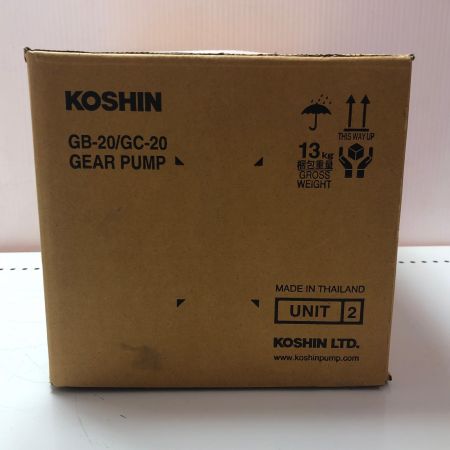 KOSHIN
GB-20/GC-20
GEAR PUMP
THIS WAY UP
13kg
梱包重量
GROSS
WEIGHT
MADE IN THAILAND
UNIT 2
KOSHIN LTD.
www.koshinpump.com